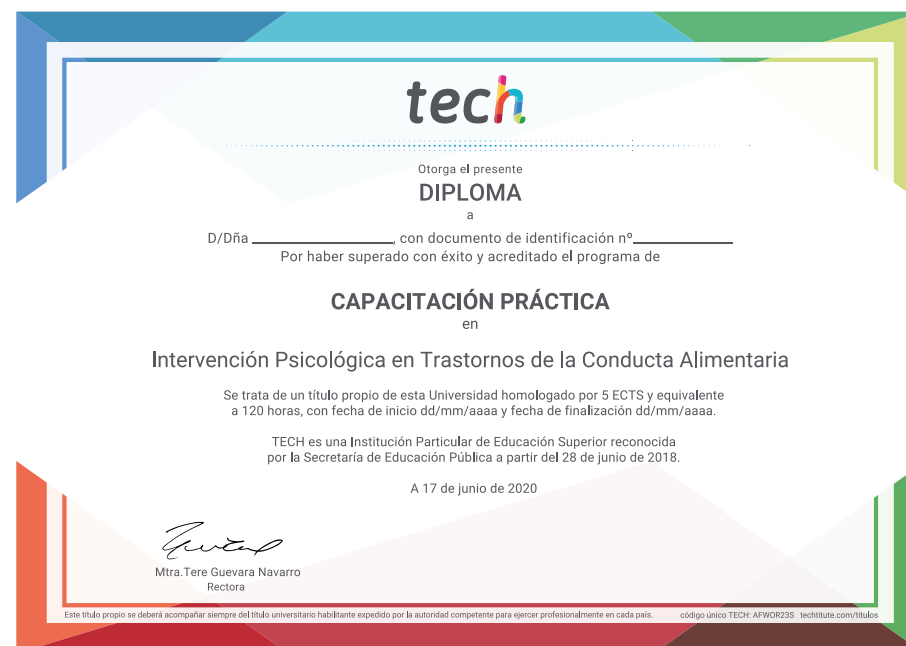 tech
Otorga el presente
DIPLOMA
a
D/Dña ____________________, con documento de identificación nº______________
Por haber superado con éxito y acreditado el programa de
CAPACITACIÓN PRÁCTICA
en
Intervención Psicológica en Trastornos de la Conducta Alimentaria
Se trata de un título propio de esta Universidad homologado por 5 ECTS y equivalente
a 120 horas, con fecha de inicio dd/mm/aaaa y fecha de finalización dd/mm/aaaa.
TECH es una Institución Particular de Educación Superior reconocida
por la Secretaría de Educación Pública a partir del 28 de junio de 2018.
A 17 de junio de 2020
Mtra.Tere Guevara Navarro
Rectora
Este título propio se deberá acompañar siempre del título universitario habilitante expedido por la autoridad competente para ejercer profesionalmente en cada país. código único TECH: AFWOR23S techtitute.com/titulos